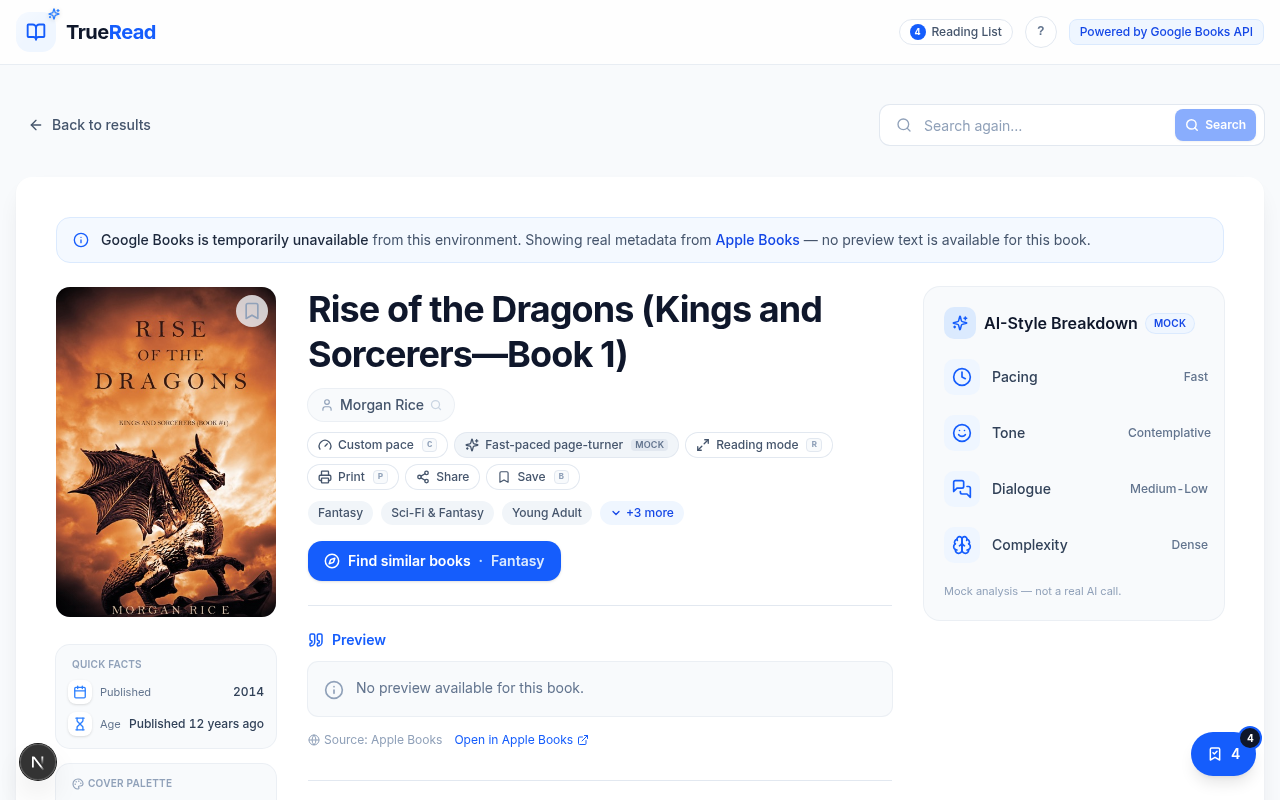 TrueRead
4 Reading List
?
Powered by Google Books API
Back to results
Search again...
Search
Google Books is temporarily unavailable from this environment. Showing real metadata from Apple Books — no preview text is available for this book.
RISE
OF THE
DRAGONS
KINGS AND SORCERERS (BOOK #1)
MORGAN RICE
Rise of the Dragons (Kings and
Sorcerers—Book 1)
Morgan Rice
Custom pace C
Fast-paced page-turner MOCK
Reading mode R
Print P
Share
Save B
Fantasy
Sci-Fi & Fantasy
Young Adult
+3 more
Find similar books · Fantasy
Preview
No preview available for this book.
Source: Apple Books
Open in Apple Books
AI-Style Breakdown MOCK
Pacing Fast
Tone Contemplative
Dialogue Medium-Low
Complexity Dense
Mock analysis — not a real AI call.
QUICK FACTS
Published 2014
Age Published 12 years ago
COVER PALETTE
N
4
4